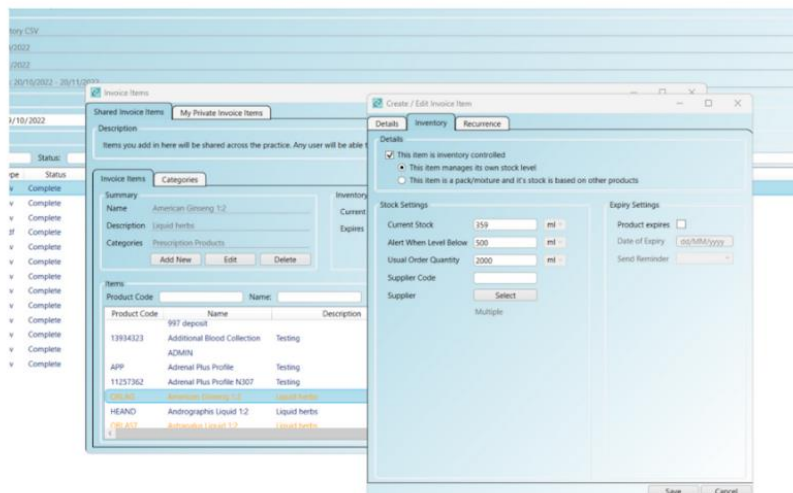 ory CSV
/2022
/2022
20/10/2022 - 20/11/2022
/10/2022
Status:
Status
Complete
Complete
Complete
Complete
Complete
Complete
Complete
Complete
Complete
Complete
Complete
Complete
Complete
Invoice Items
Shared Invoice Items
My Private Invoice Items
Description
Items you add in here will be shared across the practice. Any user will be able t
Invoice Items
Categories
Summary
Name American Ginseng 1:2
Description Liquid herbs
Categories Prescription Products
Add New Edit Delete
Inventory
Current
Expires
Items
Product Code Name:
Product Code Name Description
997 deposit
13934323 Additional Blood Collection Testing
ADMIN
APP Adrenal Plus Profile Testing
11257362 Adrenal Plus Profile N307 Testing
American Ginseng 1:2 Liquid herbs
HEAND Andrographis Liquid 1:2 Liquid herbs
Astragalus Liquid 1:2 Liquid herbs
Create / Edit Invoice Item
Details Inventory Recurrence
Details
This item is inventory controlled
This item manages its own stock level
This item is a pack/mixture and it's stock is based on other products
Stock Settings
Current Stock 359 ml
Alert When Level Below 500 ml
Usual Order Quantity 2000 ml
Supplier Code
Supplier Select
Multiple
Expiry Settings
Product expires
Date of Expiry dd/MM/yyyy
Send Reminder
Save Cancel